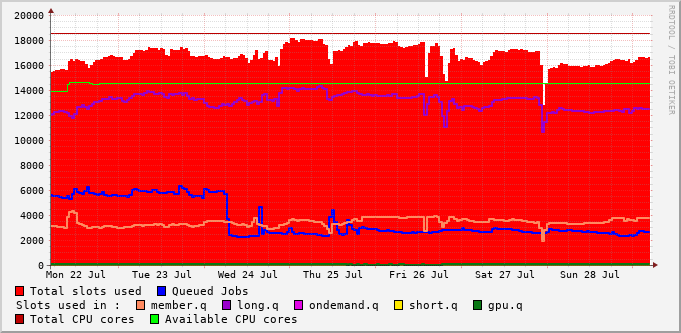 20000
18000
16000
14000
12000
10000
8000
6000
4000
2000
0
Mon 22 Jul Tue 23 Jul Wed 24 Jul Thu 25 Jul Fri 26 Jul Sat 27 Jul Sun 28 Jul
RRDTOOL / TOBI OETIKER
Total slots used Queued Jobs
Slots used in : member.q long.q ondemand.q short.q gpu.q
Total CPU cores Available CPU cores